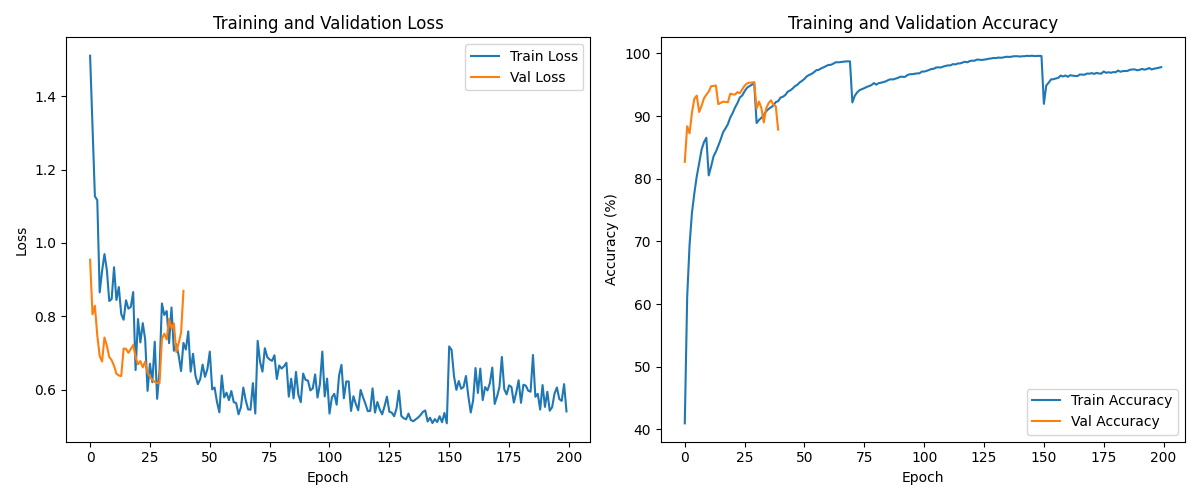 Training and Validation Loss
Train Loss
Val Loss
1.4
1.2
1.0
0.8
0.6
Loss
0 25 50 75 100 125 150 175 200
Epoch
Training and Validation Accuracy
100
90
80
70
60
50
40
Accuracy (%)
Train Accuracy
Val Accuracy
0 25 50 75 100 125 150 175 200
Epoch